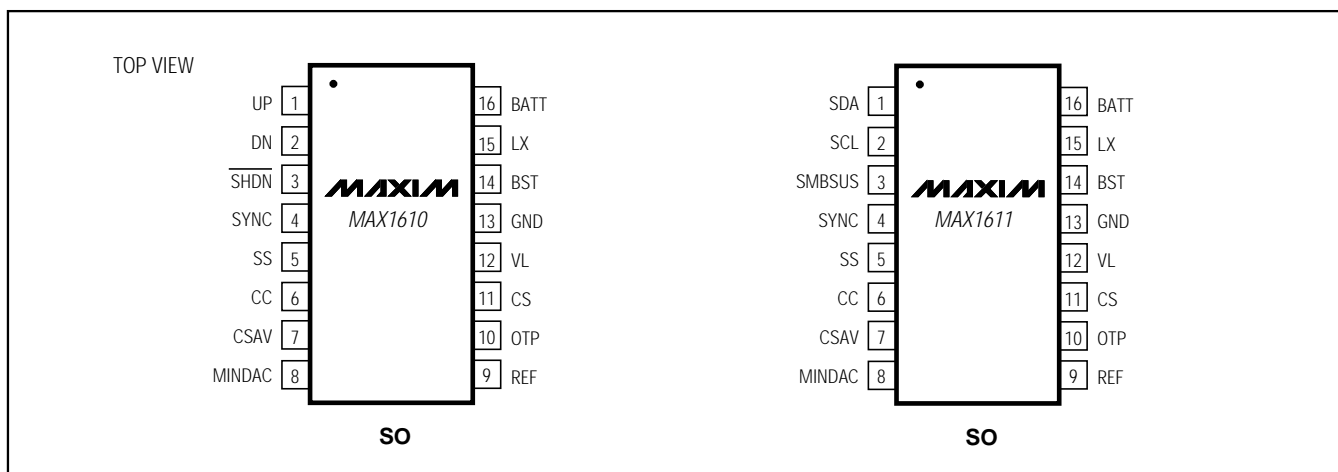 TOP VIEW
UP 1 16 BATT
DN 2 15 LX
SHDN 3 14 BST
SYNC 4 13 GND
SS 5 12 VL
CC 6 11 CS
CSAV 7 10 OTP
MINDAC 8 9 REF
MAXIM
MAX1610
SO
SDA 1 16 BATT
SCL 2 15 LX
SMBSUS 3 14 BST
SYNC 4 13 GND
SS 5 12 VL
CC 6 11 CS
CSAV 7 10 OTP
MINDAC 8 9 REF
MAXIM
MAX1611
SO